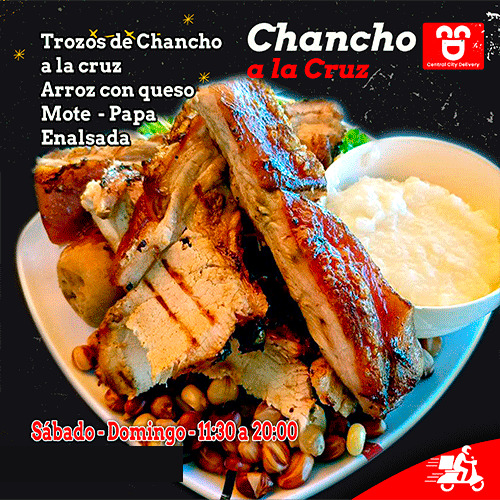 Trozos de Chancho
a la cruz
Arroz con queso
Mote - Papa
Enalsada
Chancho
a la Cruz
Central City Delivery
Sábado - Domingo - 11:30 a 20:00